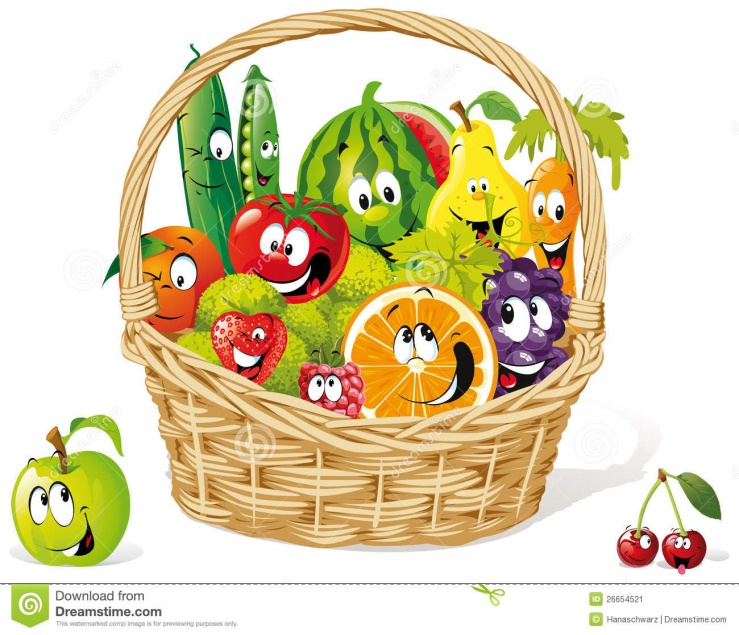 Download from
Dreamstime.com
This watermarked comp image is for previewing purposes only.
ID 26654521
© Hanaschwarz | Dreamstime.com